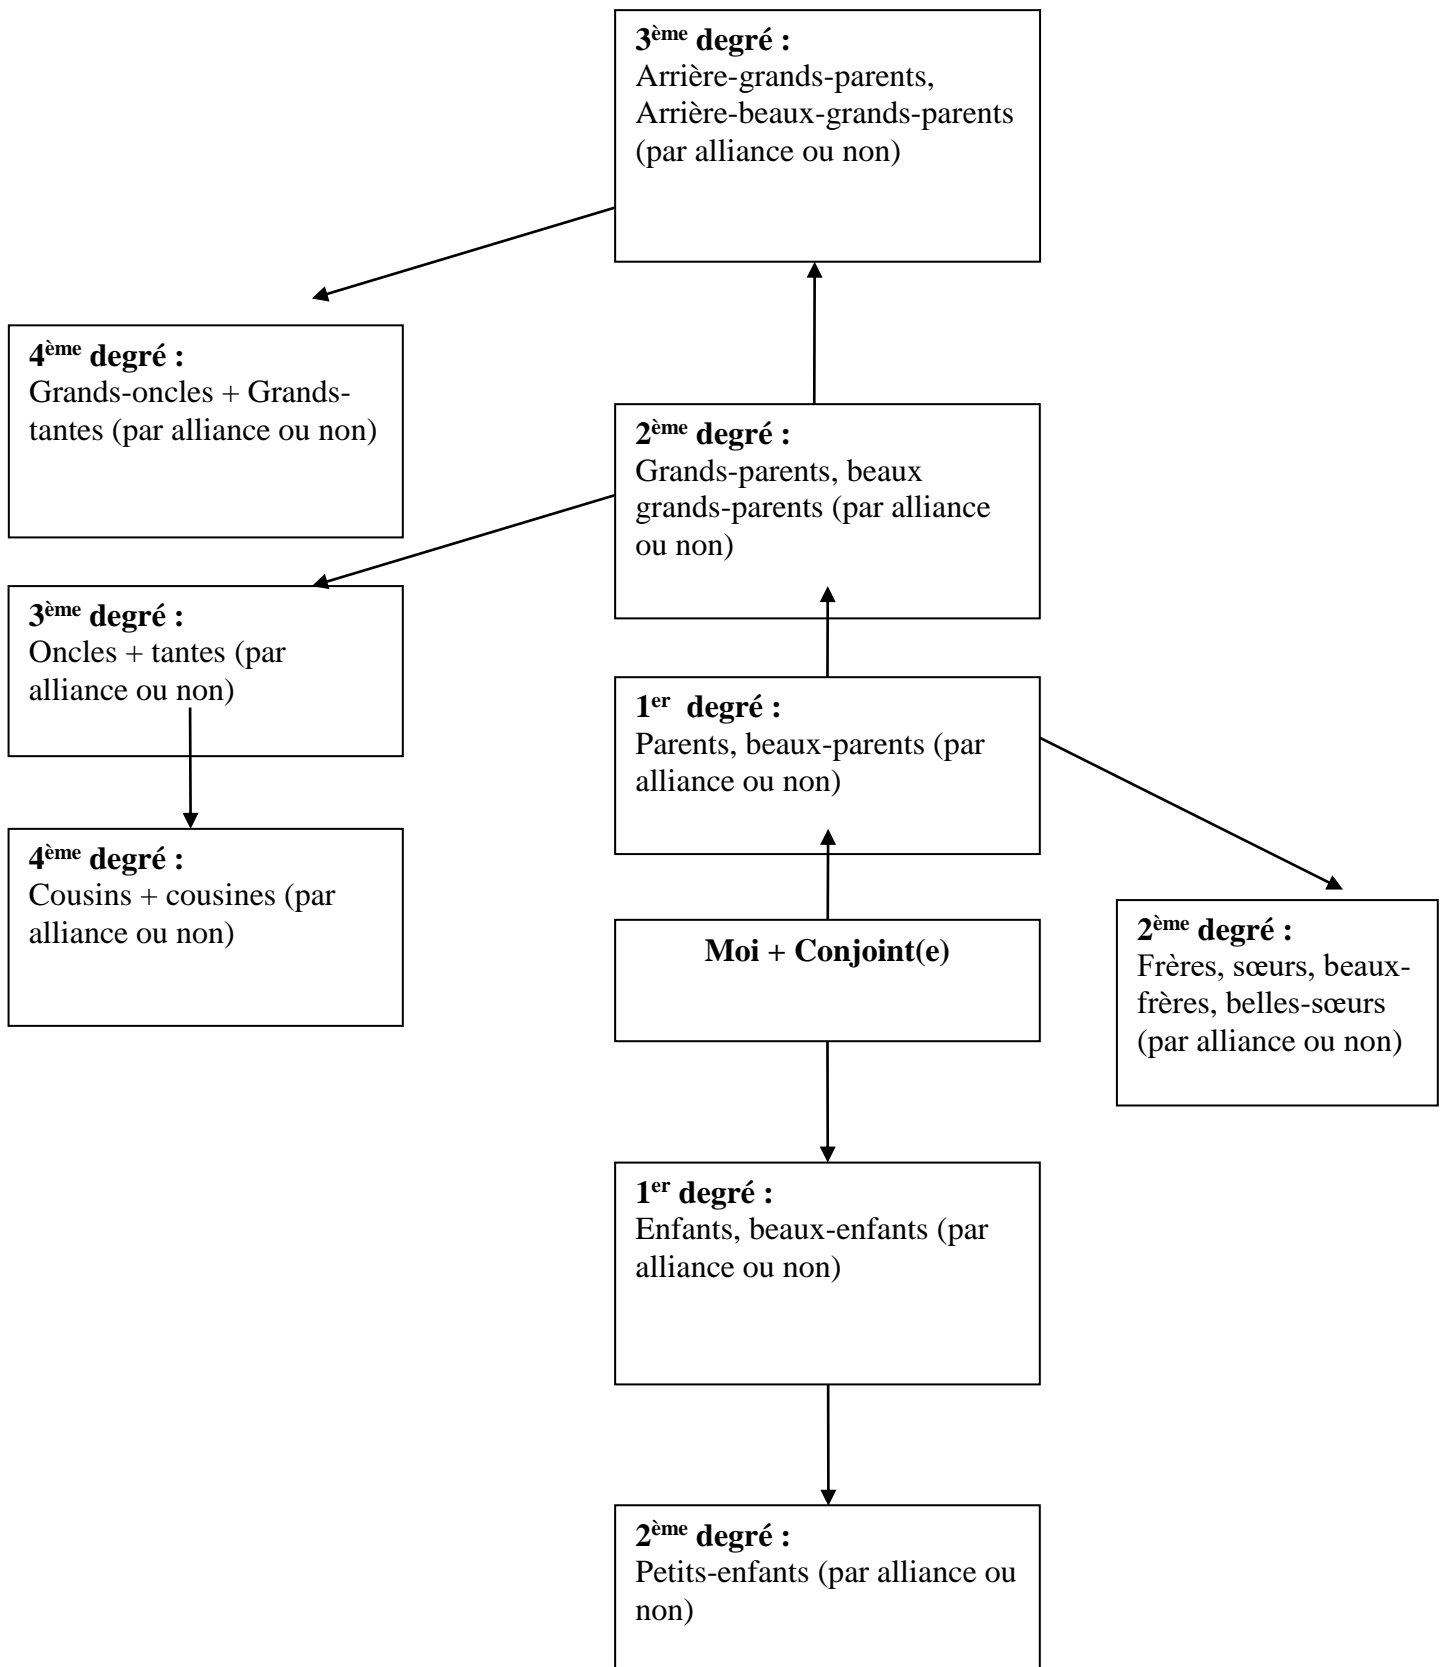 3ème degré :
Arrière-grands-parents,
Arrière-beaux-grands-parents
(par alliance ou non)
4ème degré :
Grands-oncles + Grands-
tantes (par alliance ou non)
2ème degré :
Grands-parents, beaux
grands-parents (par alliance
ou non)
3ème degré :
Oncles + tantes (par
alliance ou non)
1er degré :
Parents, beaux-parents (par
alliance ou non)
4ème degré :
Cousins + cousines (par
alliance ou non)
Moi + Conjoint(e)
2ème degré :
Frères, sœurs, beaux-
frères, belles-sœurs
(par alliance ou non)
1er degré :
Enfants, beaux-enfants (par
alliance ou non)
2ème degré :
Petits-enfants (par alliance ou
non)